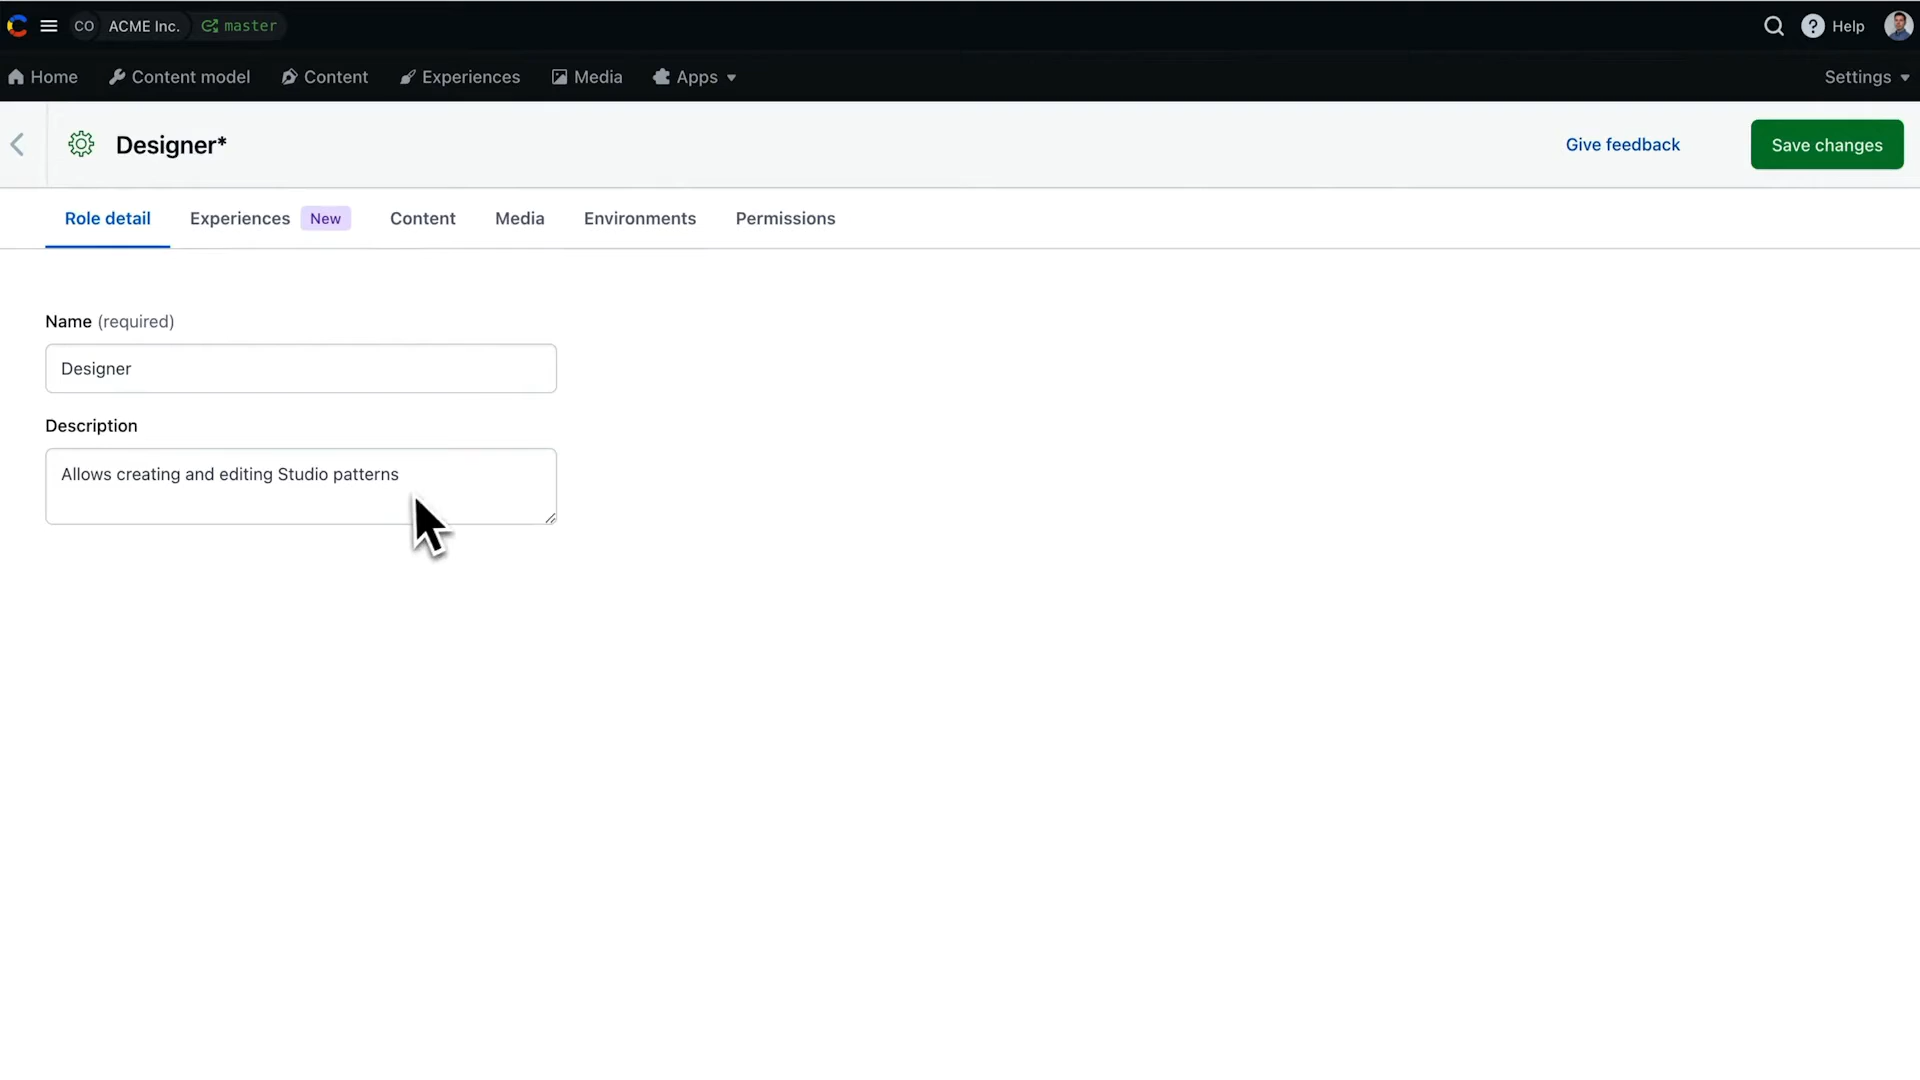 CO ACME Inc. master
? Help
Home Content model Content Experiences Media Apps Settings
Designer* Give feedback Save changes
Role detail Experiences New Content Media Environments Permissions
Name (required)
Designer
Description
Allows creating and editing Studio patterns